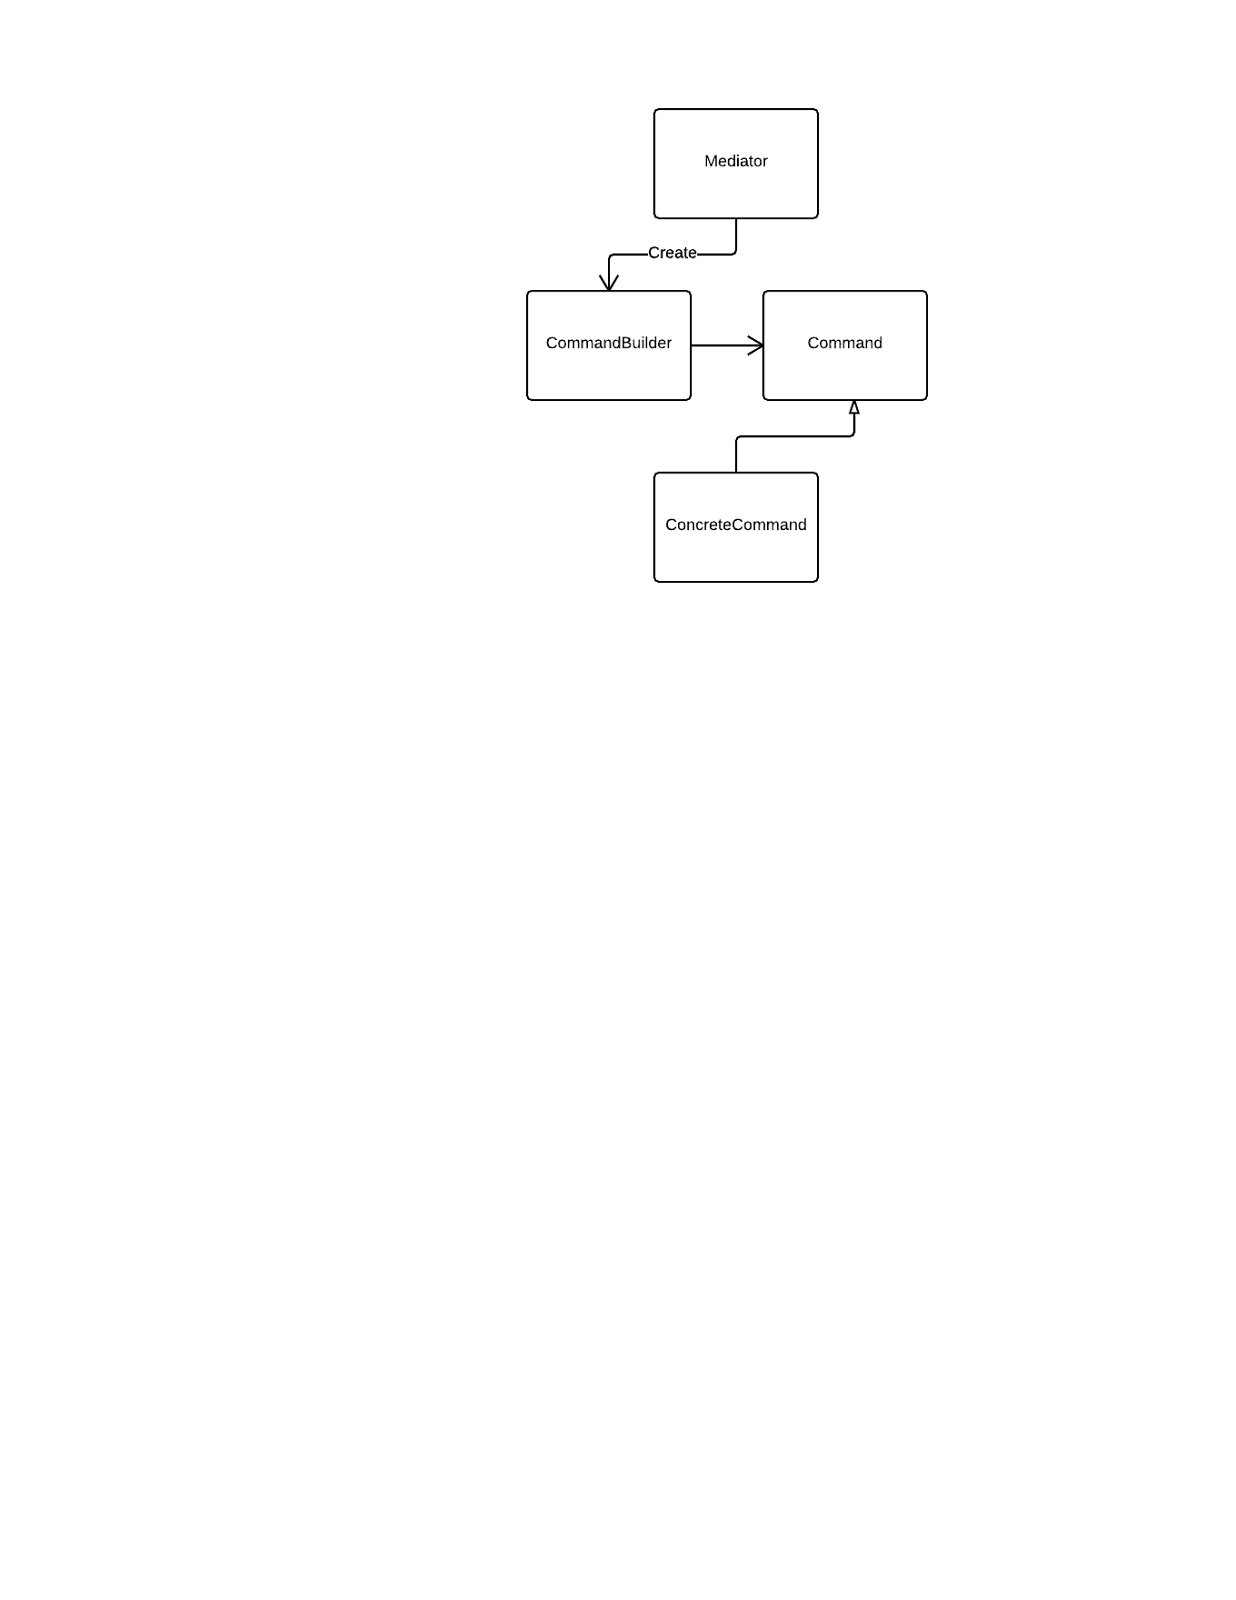 Mediator
Create
CommandBuilder
Command
ConcreteCommand